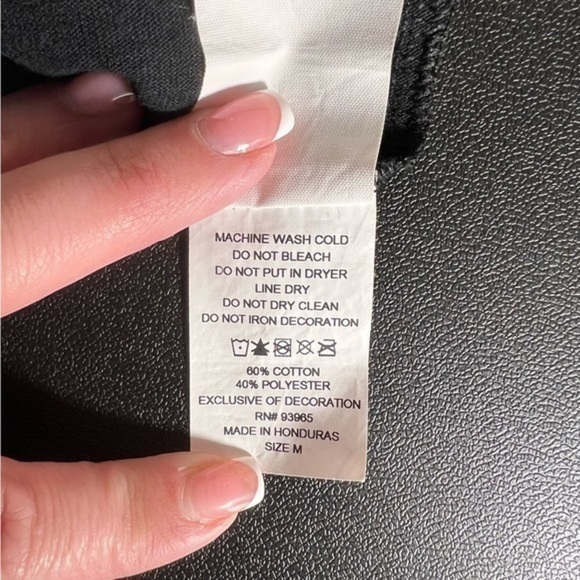 MACHINE WASH COLD
DO NOT BLEACH
DO NOT PUT IN DRYER
LINE DRY
DO NOT DRY CLEAN
DO NOT IRON DECORATION
60% COTTON
40% POLYESTER
EXCLUSIVE OF DECORATION
RN# 93965
MADE IN HONDURAS
SIZE M